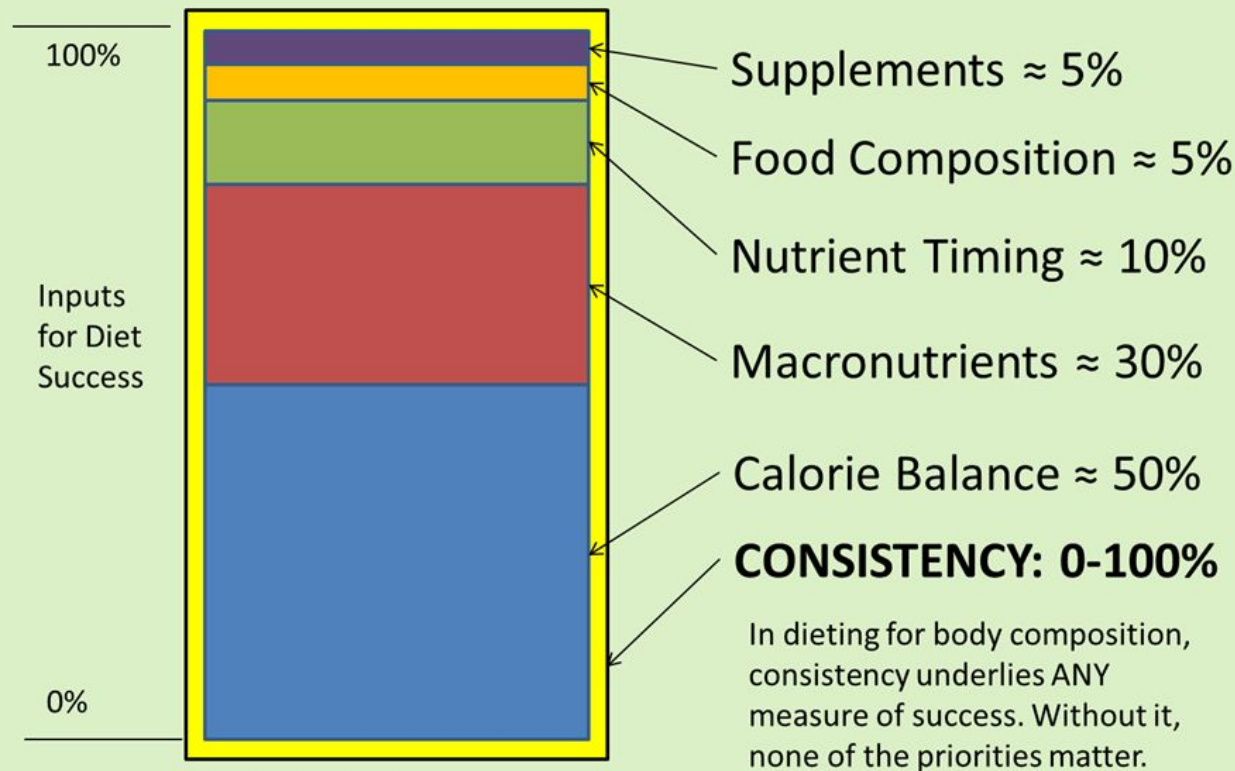 100%
Inputs
for Diet
Success
0%
Supplements ≈ 5%
Food Composition ≈ 5%
Nutrient Timing ≈ 10%
Macronutrients ≈ 30%
Calorie Balance ≈ 50%
CONSISTENCY: 0-100%
In dieting for body composition,
consistency underlies ANY
measure of success. Without it,
none of the priorities matter.